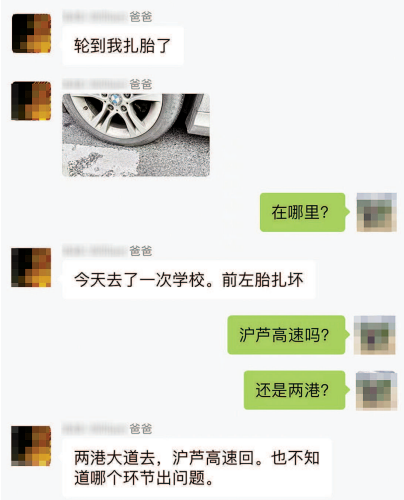 爸爸
轮到我扎胎了
爸爸
在哪里?
爸爸
今天去了一次学校。前左胎扎坏
沪芦高速吗?
还是两港?
爸爸
两港大道去，沪芦高速回。也不知
道哪个环节出问题。